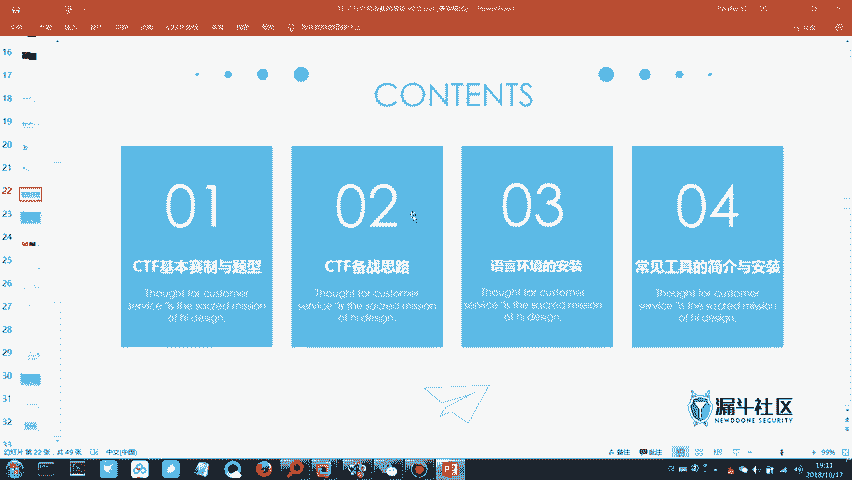 CONTENTS
01
02
03
04
CTF基本赛制与题型
CTF备战思路
语言环境的安装
常见工具的简介与安装
Thought for customer
service "is the sacred mission
of hi design.
Thought for customer
service "is the sacred mission
of hi design.
Thought for customer
service "is the sacred mission
of hi design.
Thought for customer
service "is the sacred mission
of hi design.
漏斗社区
NEWDOONE SECURITY
16
17
18
19
20
21
22
23
24
25
26
27
28
29
30
31
32
33
幻灯片 第 22 张，共 49 张
中文(中国)
备注
批注
99%
19:11
2018/10/17